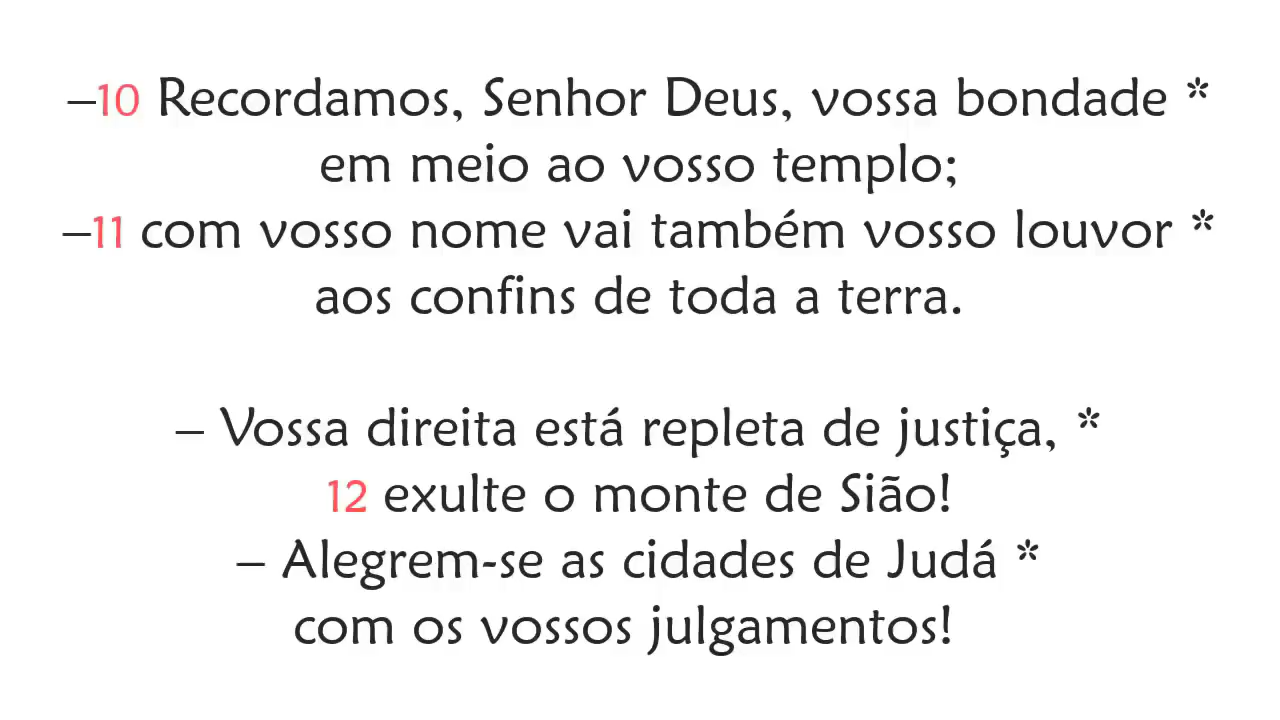 –10 Recordamos, Senhor Deus, vossa bondade *
em meio ao vosso templo;
–11 com vosso nome vai também vosso louvor *
aos confins de toda a terra.
– Vossa direita está repleta de justiça, *
12 exulte o monte de Sião!
– Alegrem-se as cidades de Judá *
com os vossos julgamentos!